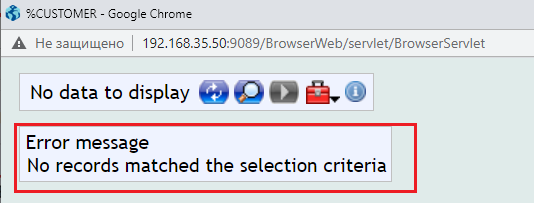 %CUSTOMER - Google Chrome
Не защищено 192.168.35.50:9089/BrowserWeb/servlet/BrowserServlet
No data to display
Error message
No records matched the selection criteria